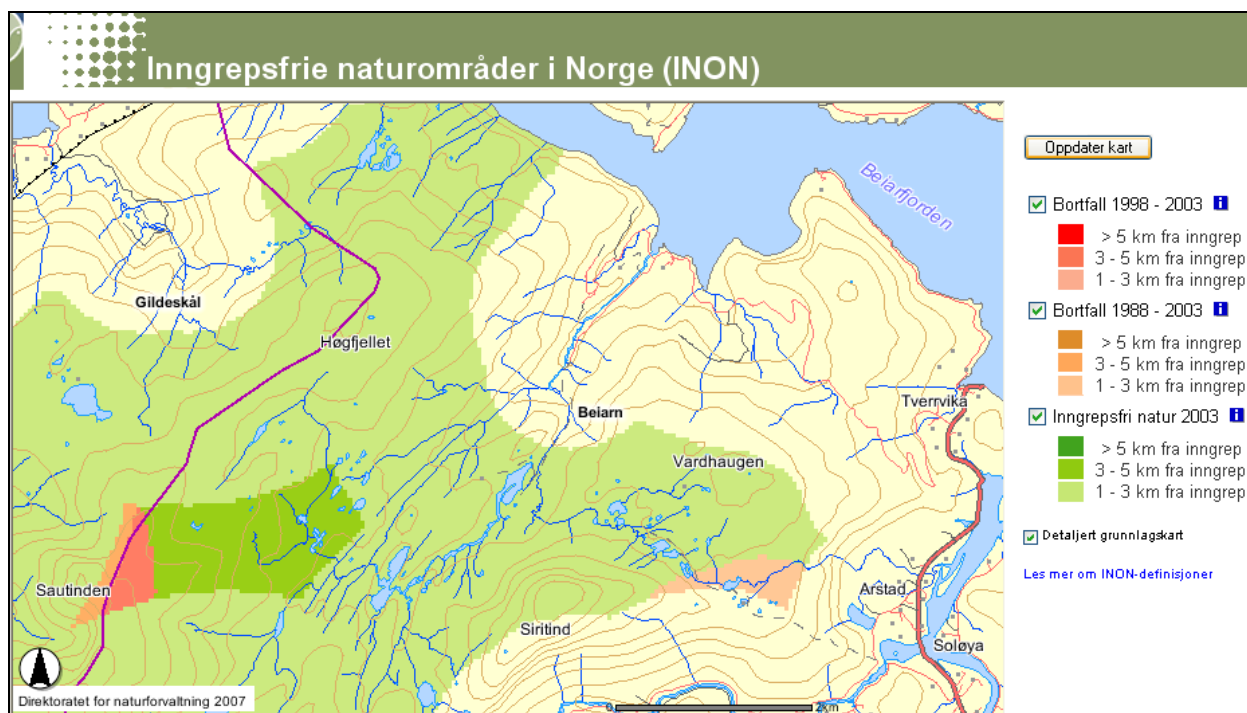 Inngrepsfrie naturområder i Norge (INON)
Oppdater kart
Bortfall 1998 - 2003 i
> 5 km fra inngrep
3 - 5 km fra inngrep
1 - 3 km fra inngrep
Bortfall 1988 - 2003 i
> 5 km fra inngrep
3 - 5 km fra inngrep
1 - 3 km fra inngrep
Inngrepsfri natur 2003 i
> 5 km fra inngrep
3 - 5 km fra inngrep
1 - 3 km fra inngrep
Detaljert grunnlagskart
Les mer om INON-definisjoner
Beiarfjorden
Gildeskål
Høgfjellet
Beiarn
Tverrvika
Vardhaugen
Sautinden
Årstad
Siritind
Soløya
Direktoratet for naturforvaltning 2007
0 2km